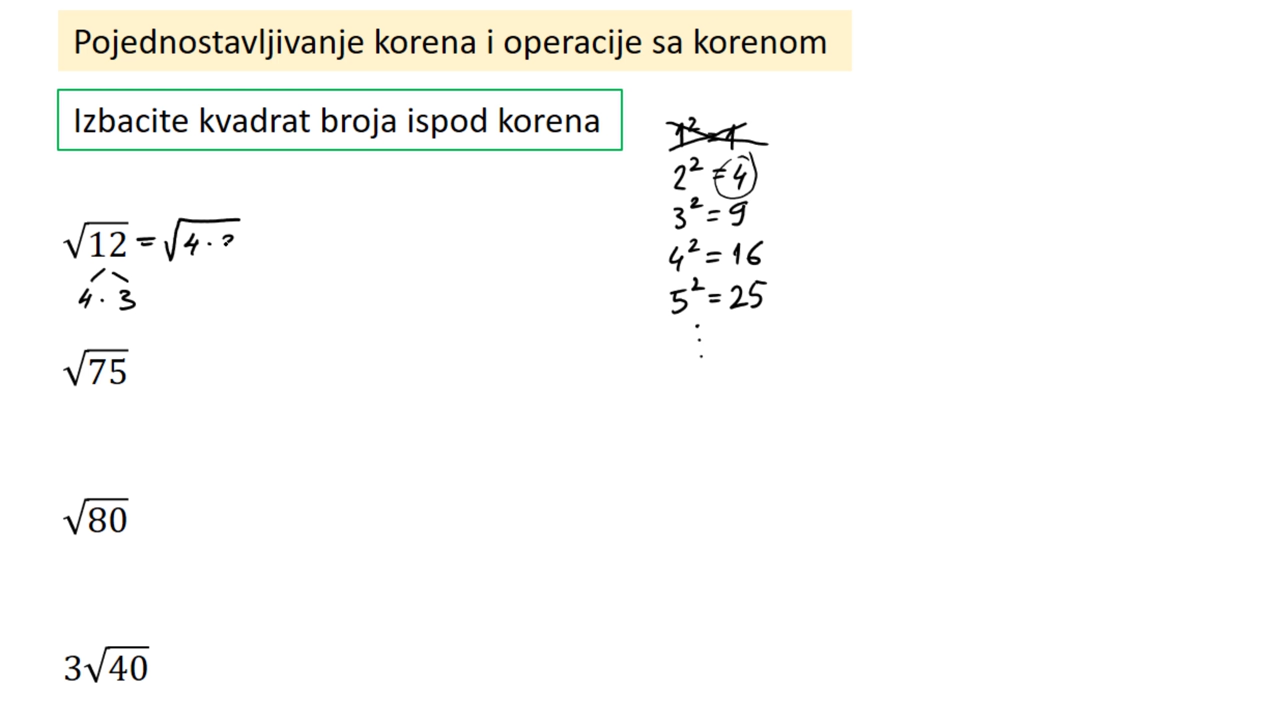 Pojednostavljivanje korena i operacije sa korenom
Izbacite kvadrat broja ispod korena
1² = 1
2² = 4
3² = 9
4² = 16
5² = 25
⋮
√12 = √4 · ?
4 · 3
√75
√80
3√40